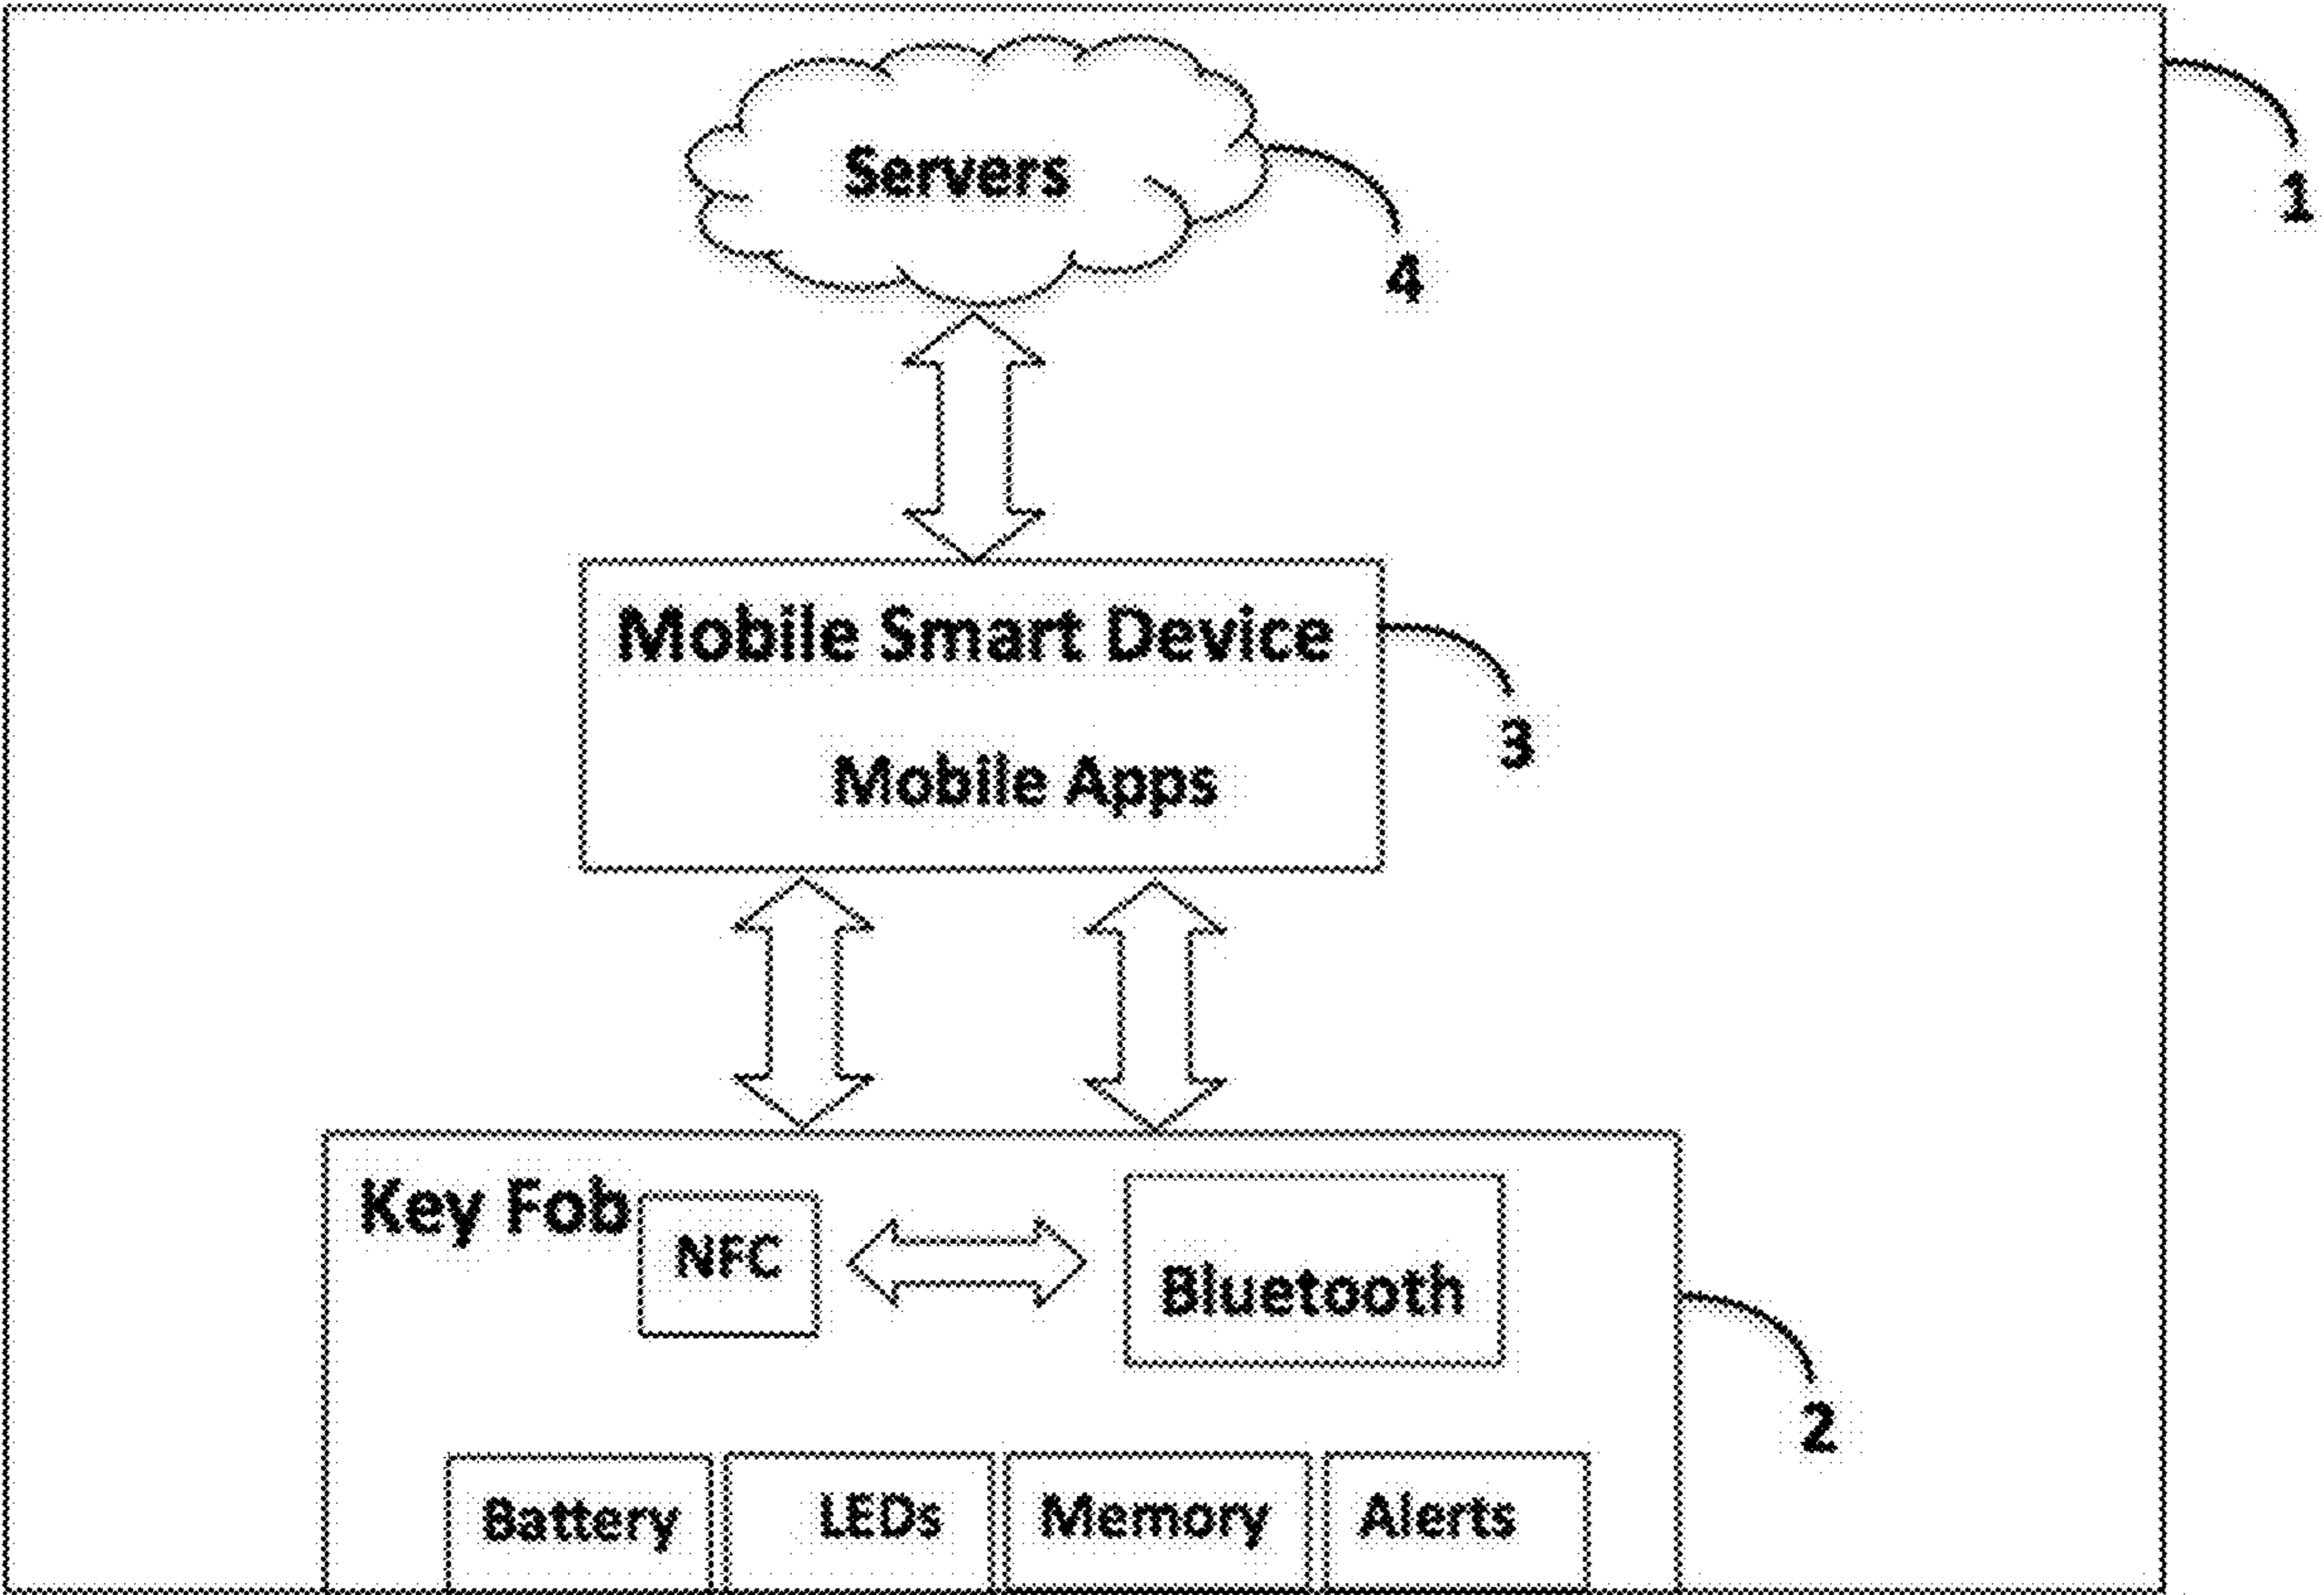 Servers
1
4
Mobile Smart Device
3
Mobile Apps
Key Fob
NFC
Bluetooth
2
Battery
LEDs
Memory
Alerts